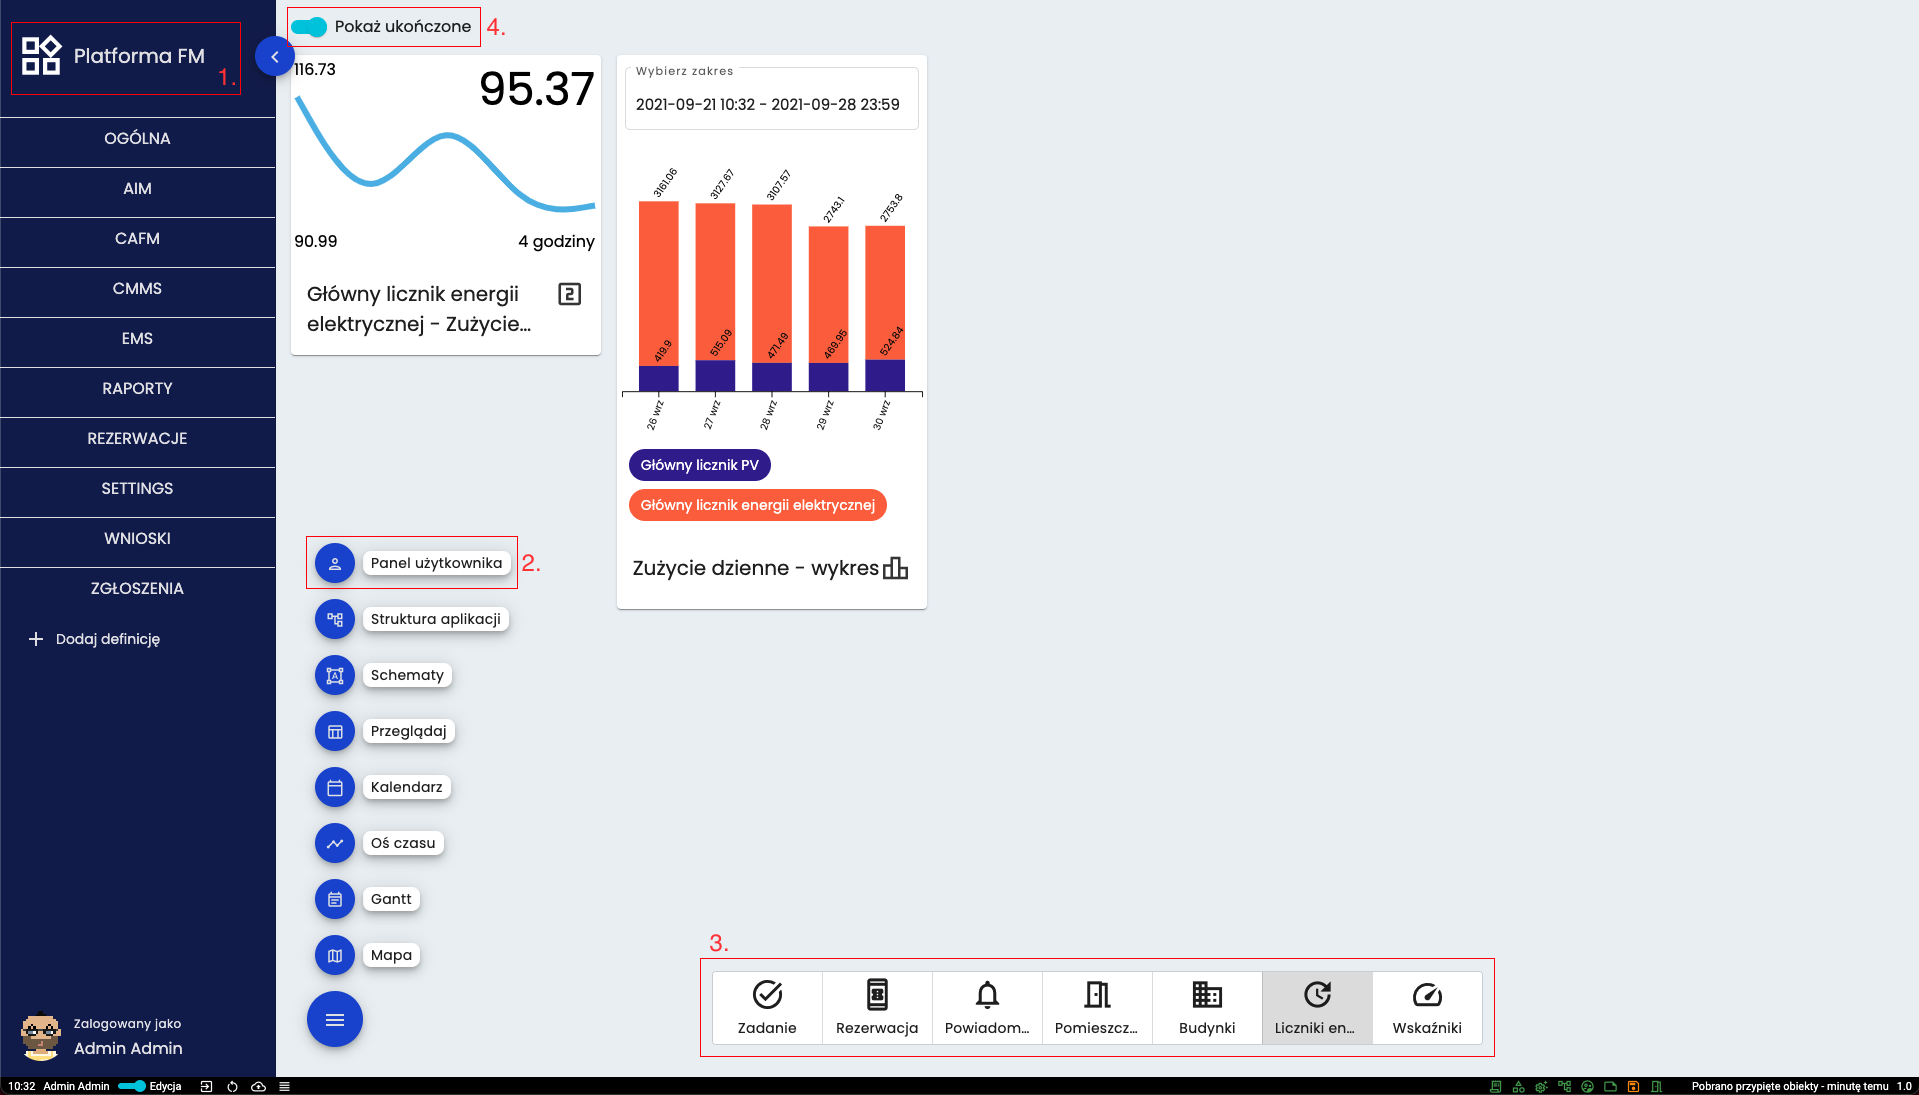 Platforma FM
1.
OGÓLNA
AIM
CAFM
CMMS
EMS
RAPORTY
REZERWACJE
SETTINGS
WNIOSKI
ZGŁOSZENIA
Dodaj definicję
Zalogowany jako
Admin Admin
Pokaż ukończone
4.
116.73
95.37
90.99
4 godziny
Główny licznik energii
elektrycznej - Zużycie...
2
Wybierz zakres
2021-09-21 10:32 - 2021-09-28 23:59
3161.06
3127.67
3107.57
2743.1
2753.8
419.9
515.09
471.49
469.95
524.84
26 wrz
27 wrz
28 wrz
29 wrz
30 wrz
Główny licznik PV
Główny licznik energii elektrycznej
Zużycie dzienne - wykres
Panel użytkownika
2.
Struktura aplikacji
A
Schematy
Przeglądaj
Kalendarz
Oś czasu
Gantt
Mapa
3.
Zadanie
Rezerwacja
Powiadom...
Pomieszcz...
Budynki
Liczniki en...
Wskaźniki
10:32 Admin Admin Edycja
Pobrano przypięte obiekty - minutę temu 1.0